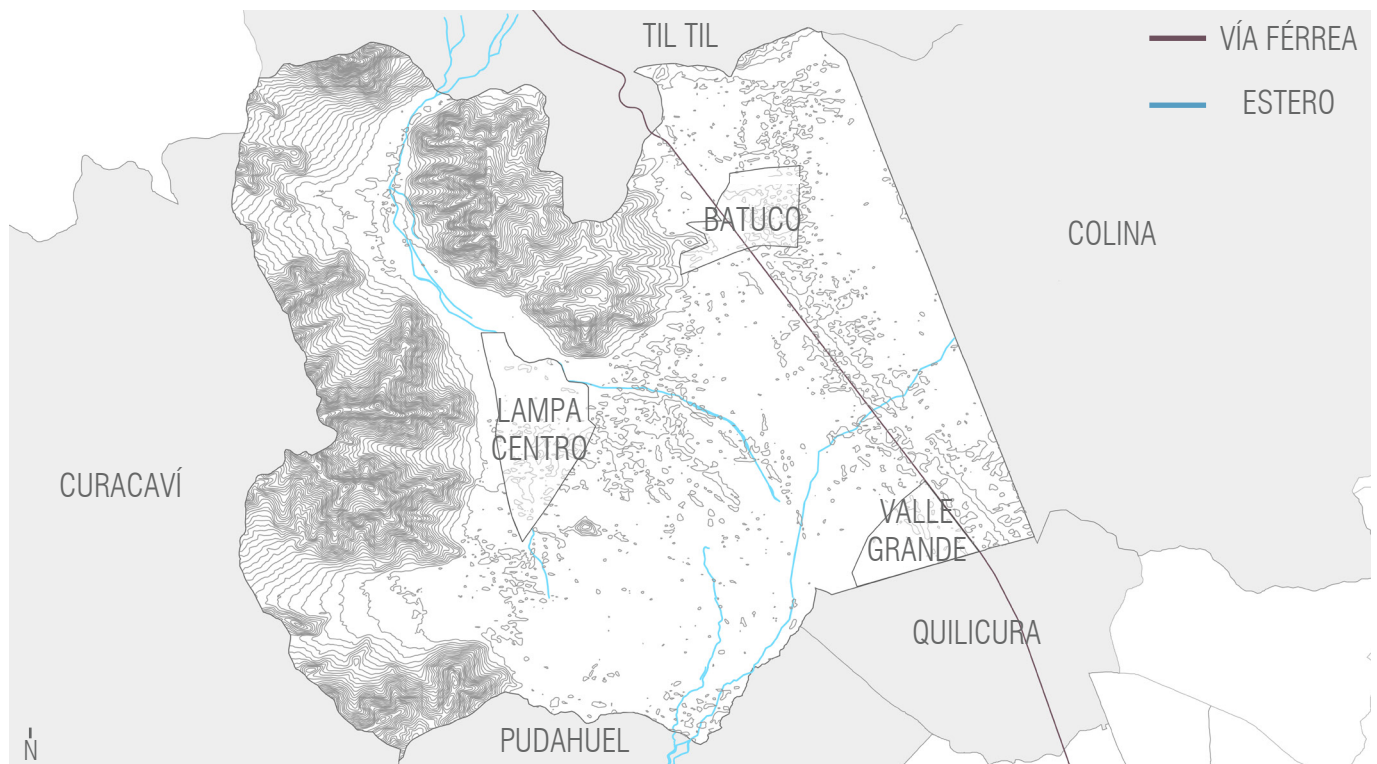 TIL TIL
VÍA FÉRREA
ESTERO
BATUCO
COLINA
LAMPA
CENTRO
CURACAVÍ
VALLE
GRANDE
QUILICURA
PUDAHUEL
N